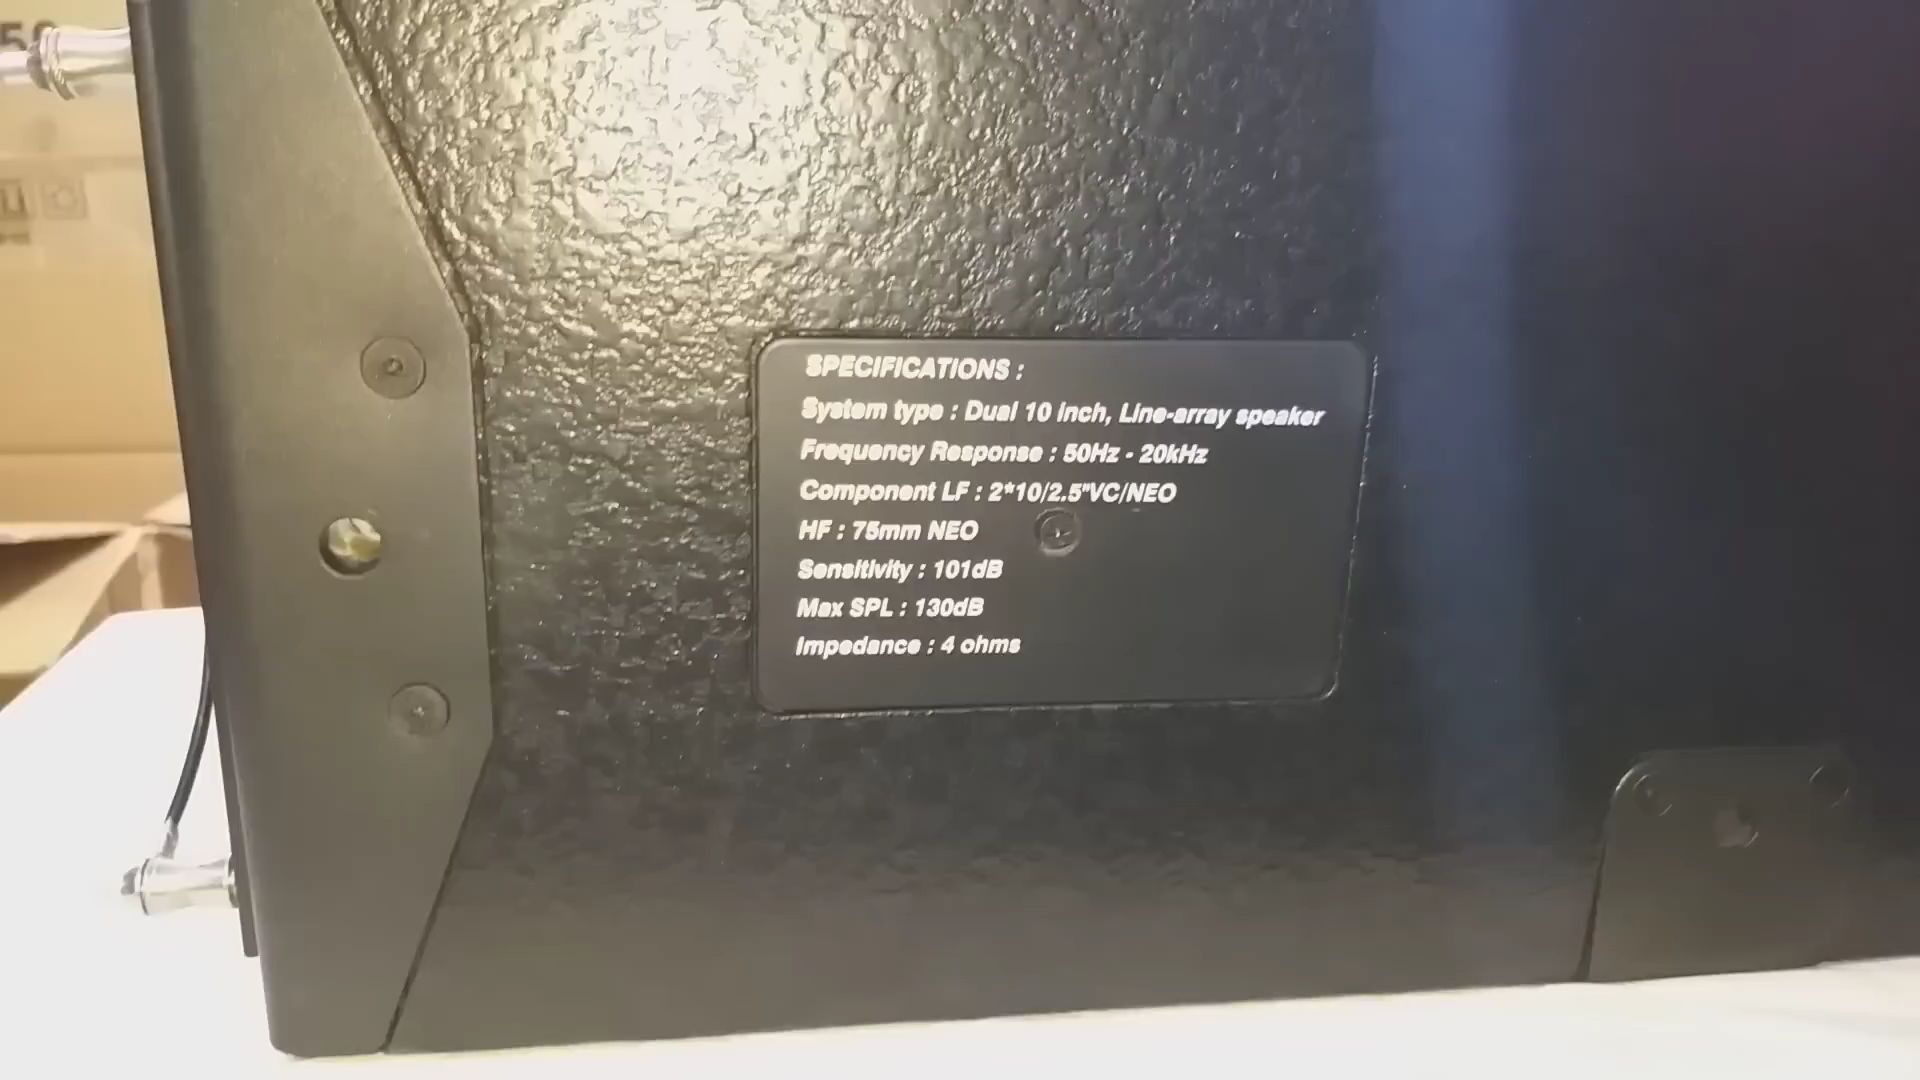 SPECIFICATIONS :
System type : Dual 10 inch, Line-array speaker
Frequency Response : 50Hz - 20kHz
Component LF : 2*10/2.5"VC/NEO
HF : 75mm NEO
Sensitivity : 101dB
Max SPL : 130dB
Impedance : 4 ohms